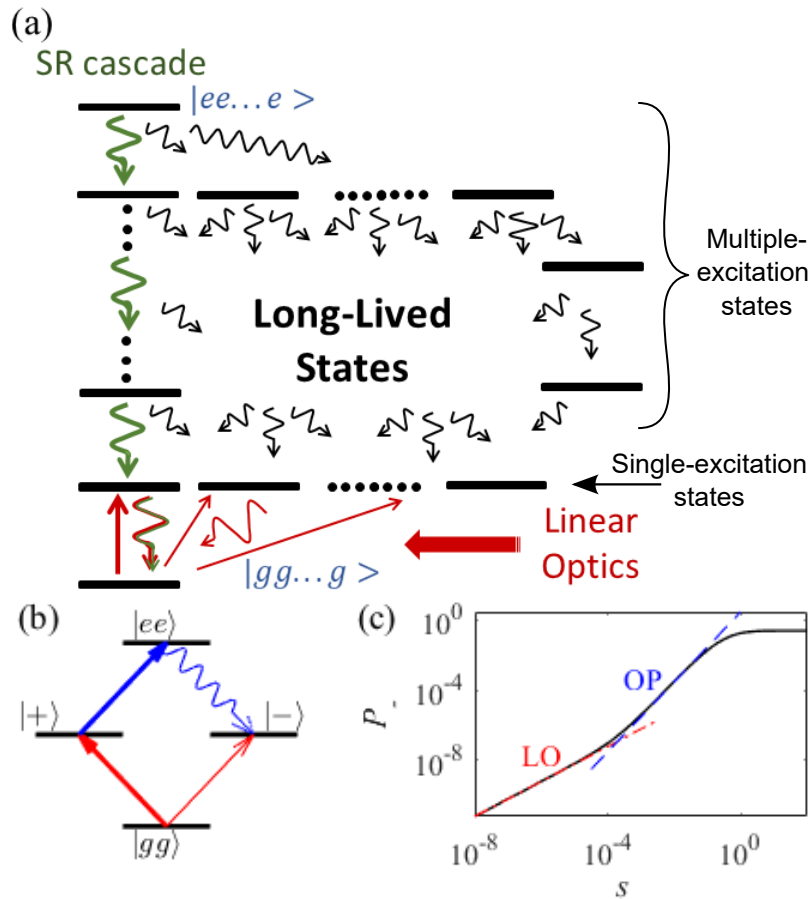 (a)
SR cascade
|ee...e >
Multiple-
excitation
states
Long-Lived
States
Single-excitation
states
Linear
Optics
|gg...g >
(b)
|ee⟩
|+⟩
|−⟩
|gg⟩
(c)
10^0
10^-4
10^-8
P_-
OP
LO
10^-8
10^-4
10^0
s